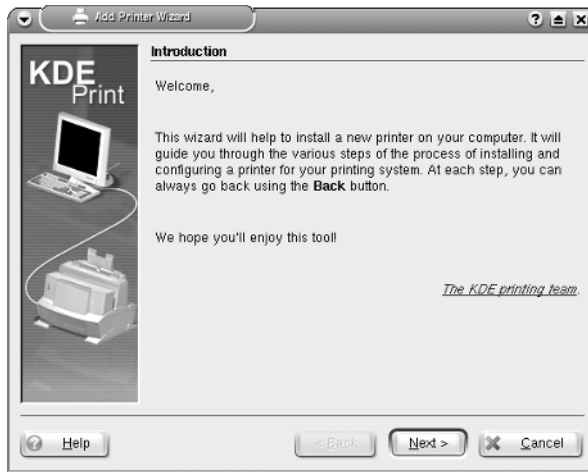 Add Printer Wizard
KDE
Print
Introduction
Welcome,
This wizard will help to install a new printer on your computer. It will
guide you through the various steps of the process of installing and
configuring a printer for your printing system. At each step, you can
always go back using the Back button.
We hope you'll enjoy this tool!
The KDE printing team.
Help
< Back
Next >
Cancel